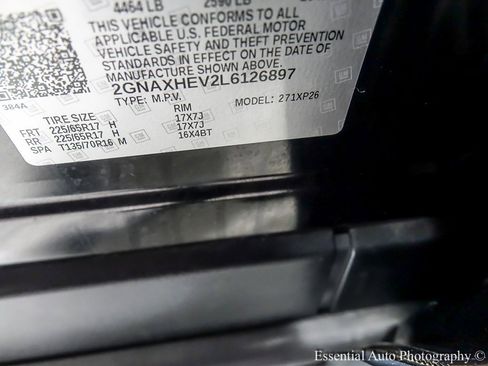 4464 LB 2590 LB
THIS VEHICLE CONFORMS TO ALL
APPLICABLE U.S. FEDERAL MOTOR
VEHICLE SAFETY AND THEFT PREVENTION
STANDARDS IN EFFECT ON THE DATE OF
MANUFACTURE SHOWN ABOVE.
2GNAXHEV2L6126897
TYPE: M.P.V. MODEL: 271XP26
384A
TIRE SIZE RIM
FRT 225/65R17 H 17X7J
RR 225/65R17 H 17X7J
SPA T135/70R16 M 16X4BT
Essential Auto Photography ©